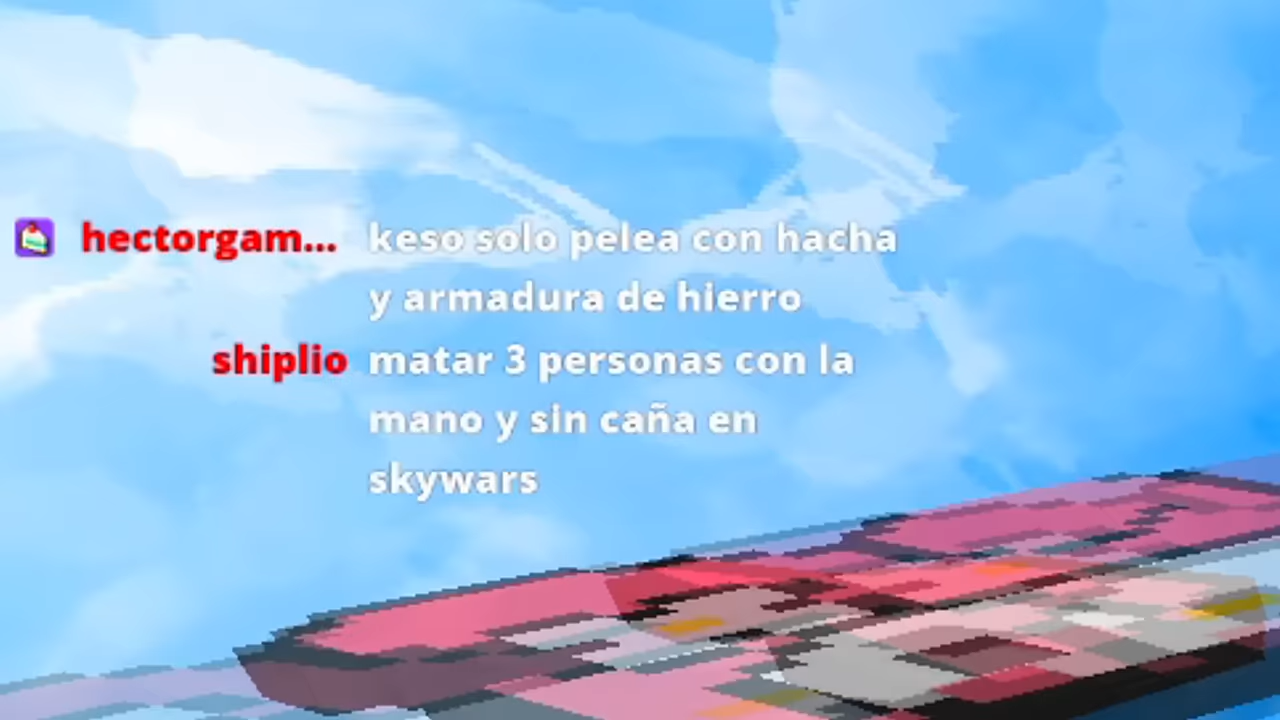 hectorgam... keso solo pelea con hacha
y armadura de hierro
shiplio matar 3 personas con la
mano y sin caña en
skywars